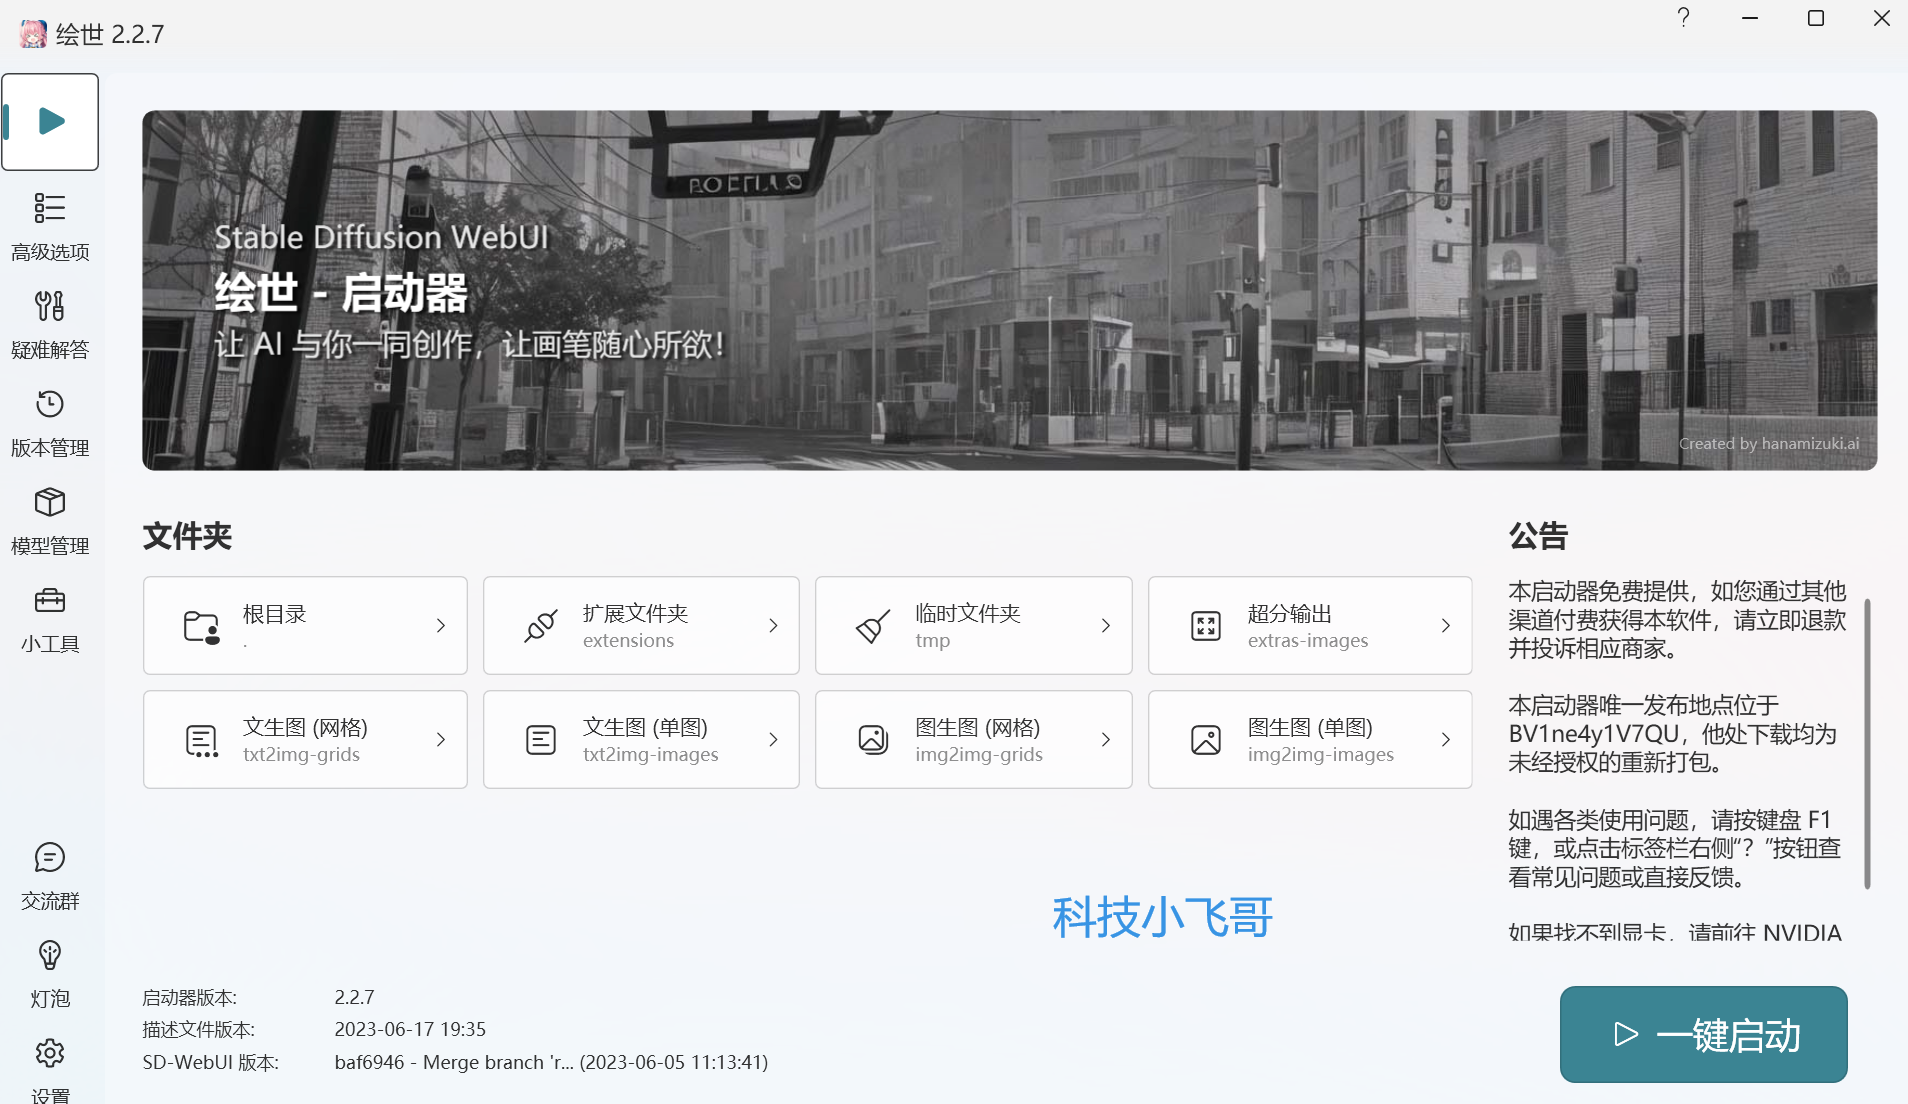 绘世 2.2.7
高级选项
疑难解答
版本管理
模型管理
小工具
交流群
灯泡
设置
Stable Diffusion WebUI
绘世 - 启动器
让 AI 与你一同创作，让画笔随心所欲！
Created by hanamizuki.ai
文件夹
根目录
.
扩展文件夹
extensions
临时文件夹
tmp
超分输出
extras-images
文生图 (网格)
txt2img-grids
文生图 (单图)
txt2img-images
图生图 (网格)
img2img-grids
图生图 (单图)
img2img-images
公告
本启动器免费提供，如您通过其他
渠道付费获得本软件，请立即退款
并投诉相应商家。
本启动器唯一发布地点位于
BV1ne4y1V7QU，他处下载均为
未经授权的重新打包。
如遇各类使用问题，请按键盘 F1
键，或点击标签栏右侧“？”按钮查
看常见问题或直接反馈。
如果找不到显卡，请前往 NVIDIA
科技小飞哥
启动器版本: 2.2.7
描述文件版本: 2023-06-17 19:35
SD-WebUI 版本: baf6946 - Merge branch 'r... (2023-06-05 11:13:41)
一键启动